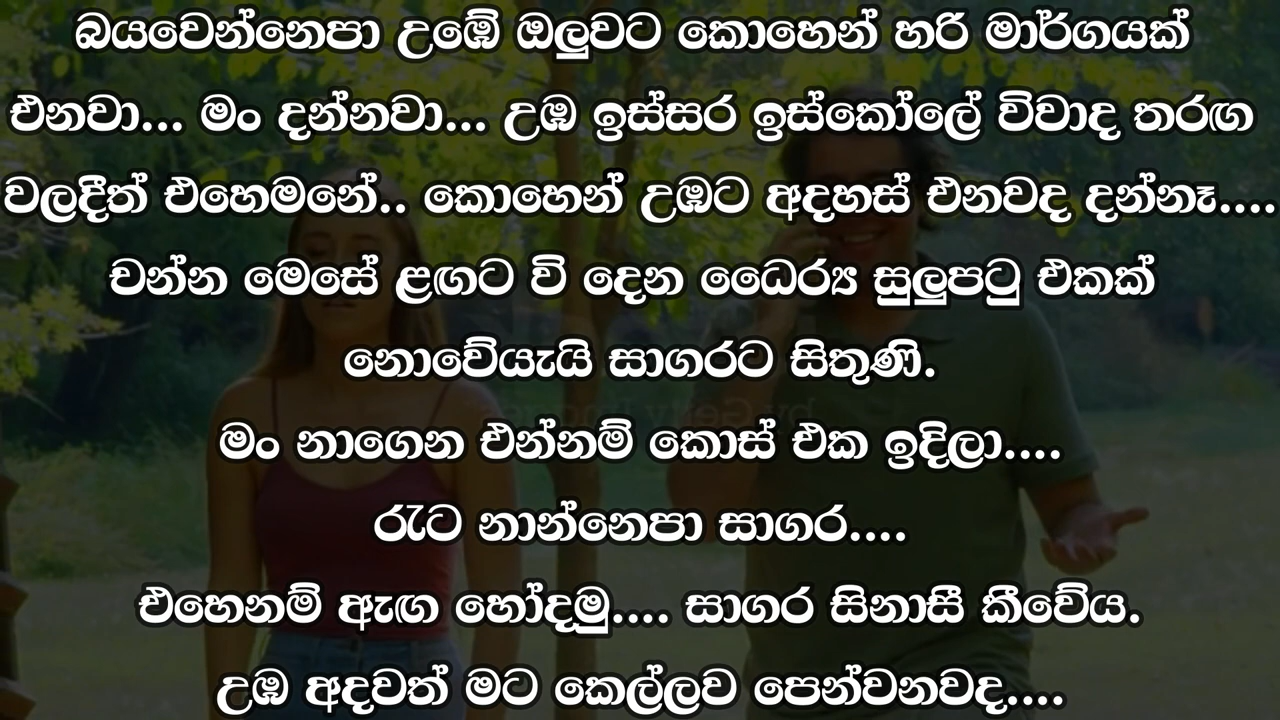 බයවෙන්නෙපා උඹේ ඔලුවට කොහෙන් හරි මාර්ගයක්
එනවා... මං දන්නවා... උඹ ඉස්සර ඉස්කෝලේ විවාද තරඟ
වලදීත් එහෙමනේ.. කොහෙන් උඹට අදහස් එනවද දන්නෑ....
චන්න මෙසේ ළඟට වි දෙන ධෛර්ය සුලුපටු එකක්
නොවේයැයි සාගරට සිතුණි.
මං නාගෙන එන්නම් කොස් එක ඉදිලා....
රැට නාන්නෙපා සාගර....
එහෙනම් ඇඟ හෝදමු.... සාගර සිනාසී කීවේය.
උඹ අදවත් මට කෙල්ලව පෙන්වනවද....